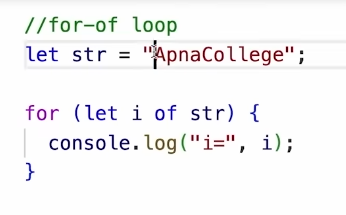 //for-of loop
let str = "ApnaCollege";
for (let i of str) {
console.log("i=", i);
}